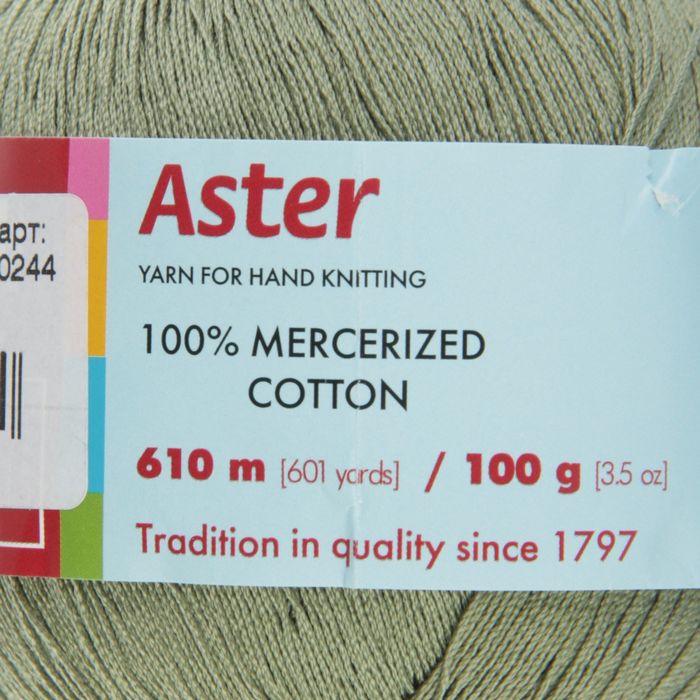 Aster
YARN FOR HAND KNITTING
100% MERCERIZED
COTTON
610 m [601 yards] / 100 g [3.5 oz]
Tradition in quality since 1797
арт:
0244